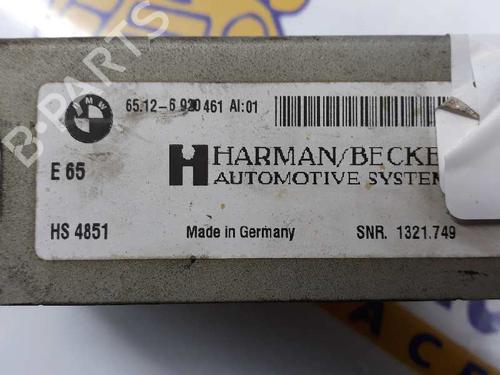 BMW
65.12-6 920 461 AI:01
E 65
HARMAN/BECKE
AUTOMOTIVE SYSTEM
HS 4851
Made in Germany
SNR. 1321.749
B-PARTS